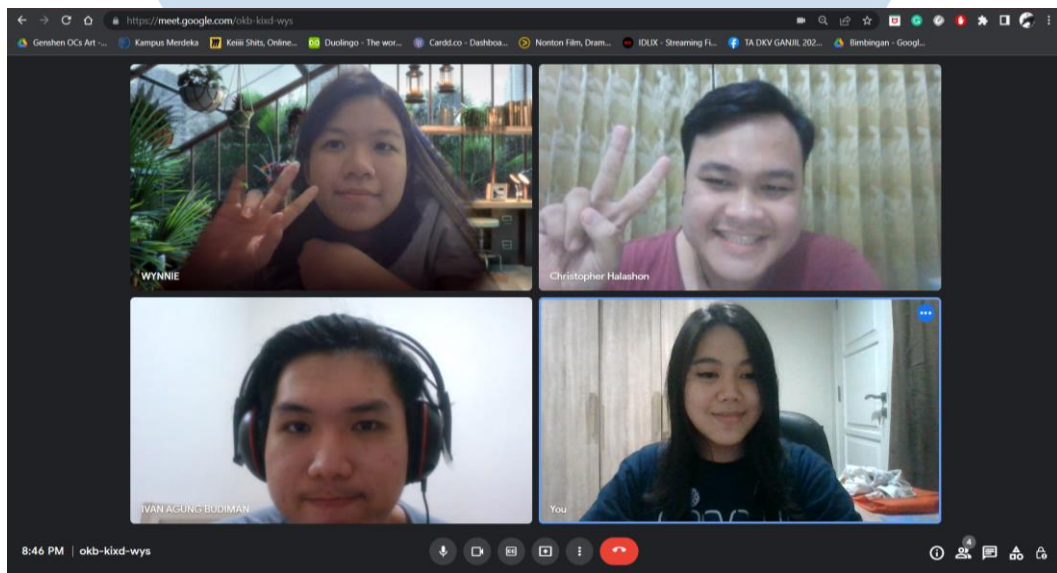 https://meet.google.com/okb-kixd-wys
Genshen OCs Art -... Kampus Merdeka Keiiii Shits, Online... Duolingo - The wor... Cardd.co - Dashboa... Nonton Film, Dram... IDLIX - Streaming Fi... TA DKV GANJIL 202... Bimbingan - Googl...
WYNNIE
Christopher Halashon
IVAN AGUNG BUDIMAN
You
8:46 PM | okb-kixd-wys
4